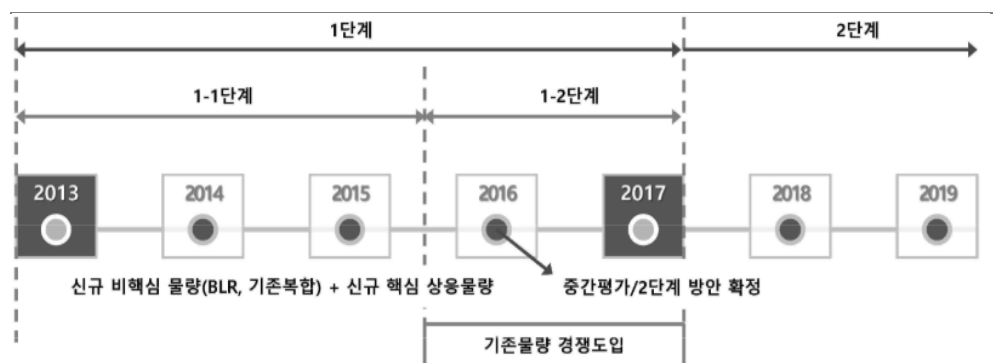 1단계 2단계
1-1단계 1-2단계
2013 2014 2015 2016 2017 2018 2019
신규 비핵심 물량(BLR, 기존복합) + 신규 핵심 상응물량 중간평가/2단계 방안 확정
기존물량 경쟁도입